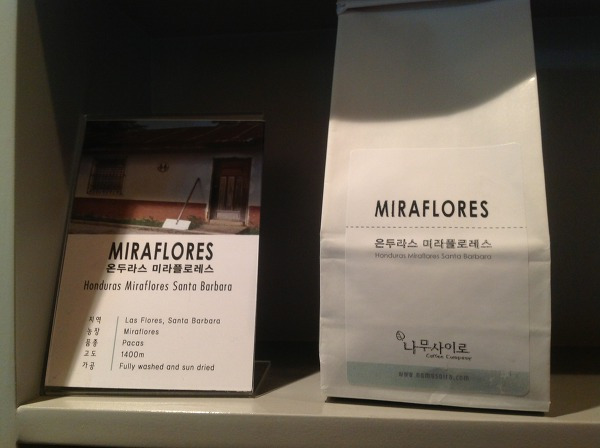 MIRAFLORES
온두라스 미라플로레스
Honduras Miraflores Santa Barbara
지역 Las Flores, Santa Barbara
농장 Miraflores
품종 Pacas
고도 1400m
가공 Fully washed and sun dried
MIRAFLORES
온두라스 미라플로레스
Honduras Miraflores Santa Barbara
나무사이로
Coffee Company